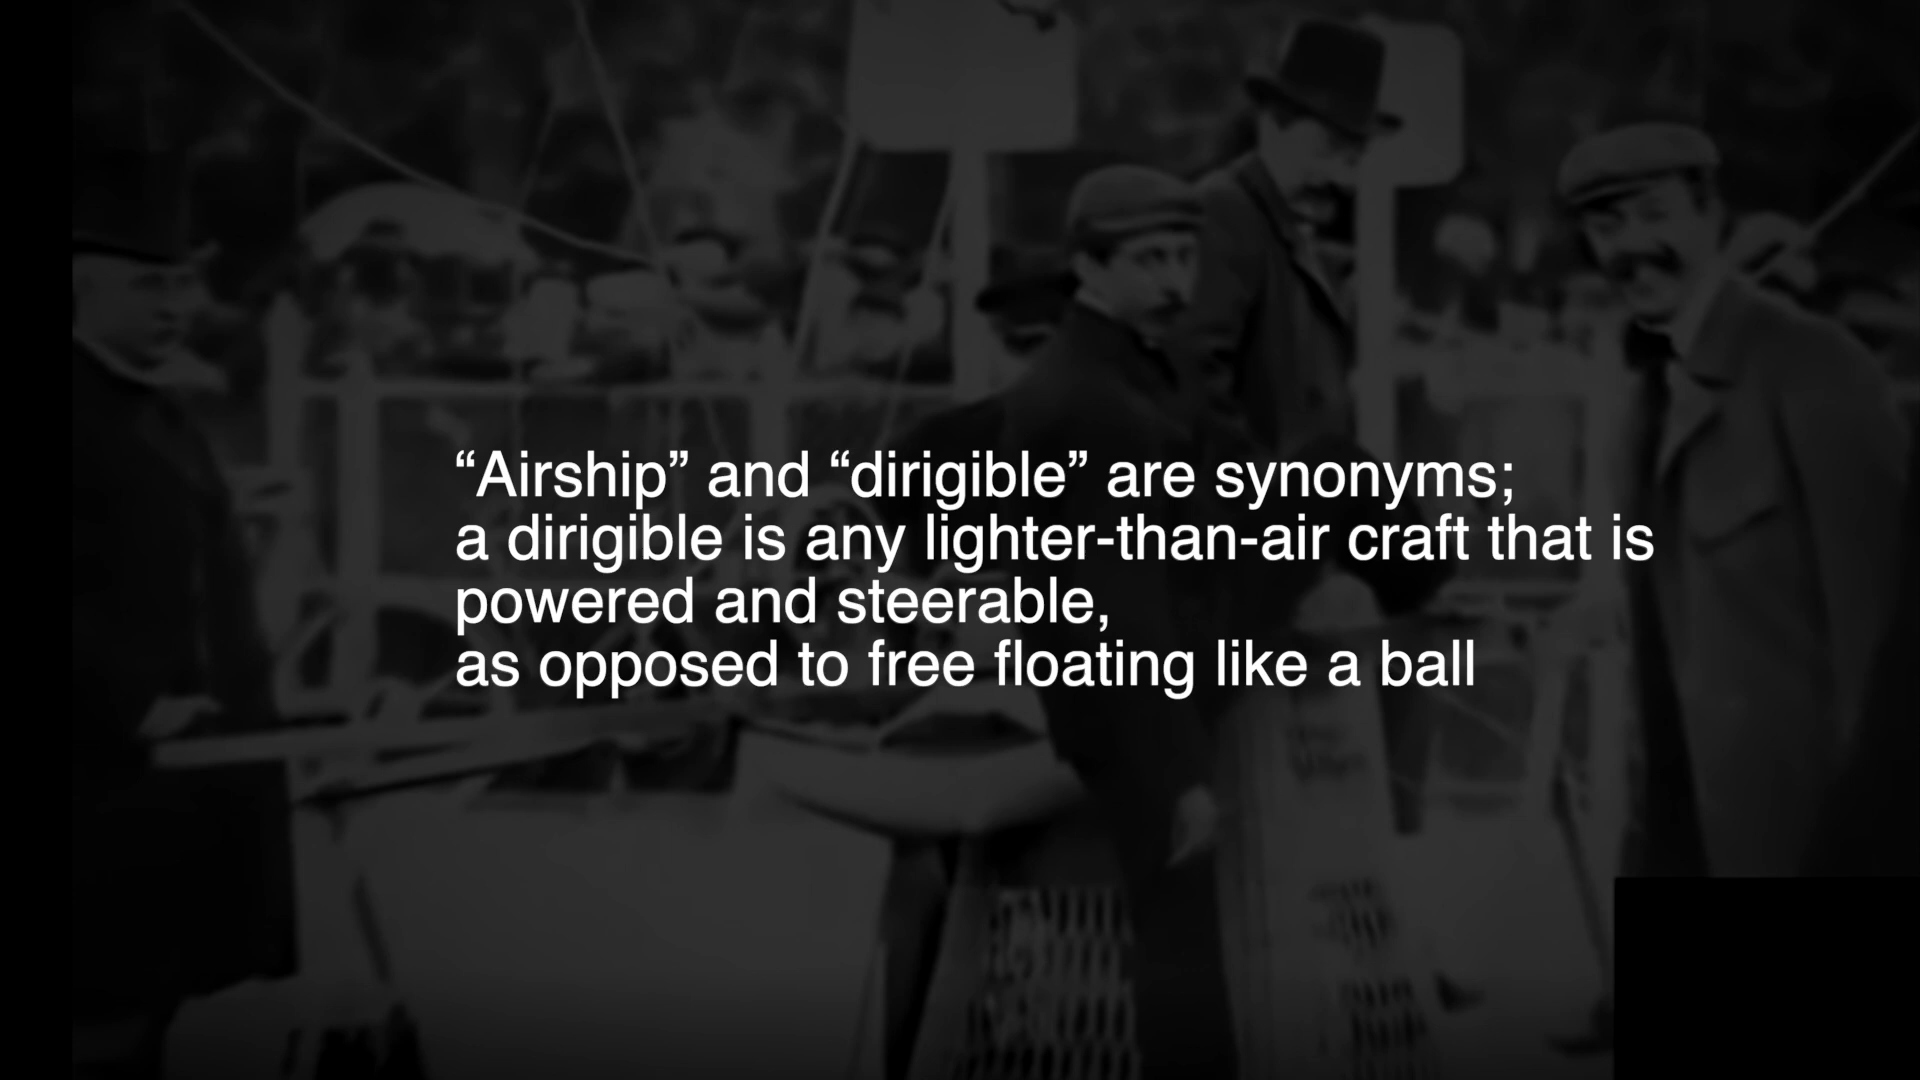 “Airship” and “dirigible” are synonyms;
a dirigible is any lighter-than-air craft that is
powered and steerable,
as opposed to free floating like a ball